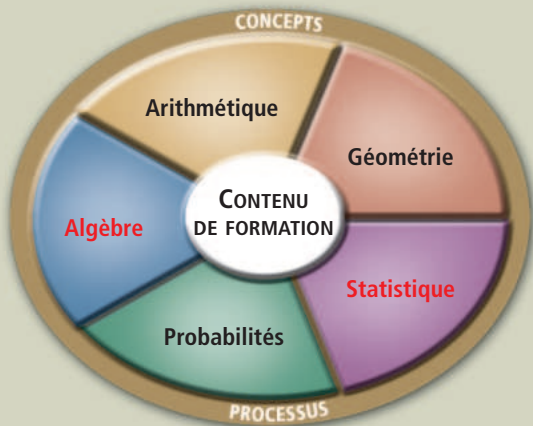 CONCEPTS
Arithmétique
Géométrie
CONTENU
DE FORMATION
Algèbre
Statistique
Probabilités
PROCESSUS